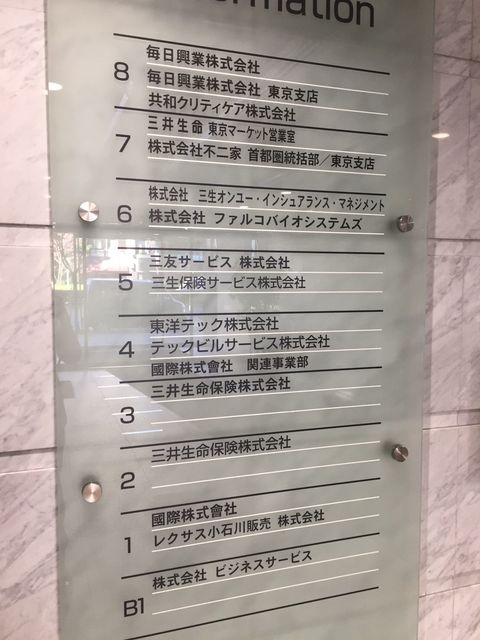 8
毎日興業株式会社
毎日興業株式会社 東京支店
共和クリティケア株式会社
7
三井生命 東京マーケット営業室
株式会社不二家 首都圏統括部／東京支店
6
株式会社 三生オンユー・インシュアランス・マネジメント
株式会社 ファルコバイオシステムズ
5
三友サービス 株式会社
三生保険サービス株式会社
4
東洋テック株式会社
テックビルサービス株式会社
國際株式會社 関連事業部
3
三井生命保険株式会社
2
三井生命保険株式会社
1
國際株式會社
レクサス小石川販売 株式会社
B1
株式会社 ビジネスサービス